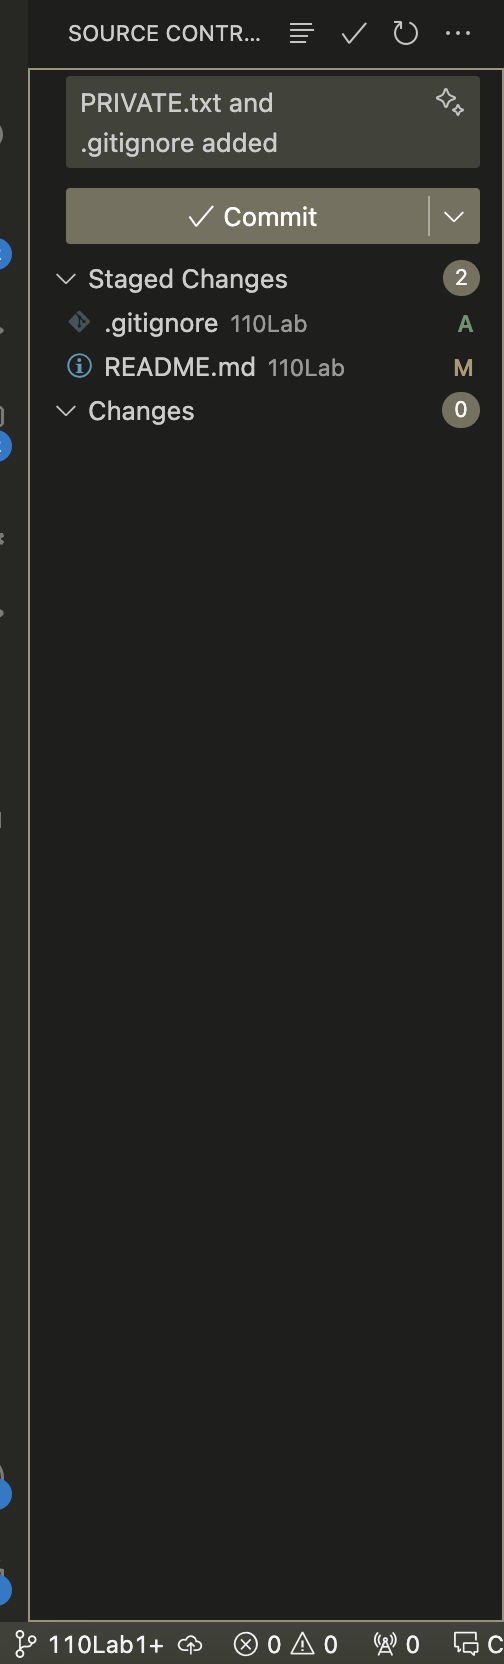 SOURCE CONTR...
PRIVATE.txt and
.gitignore added
Commit
Staged Changes 2
.gitignore 110Lab A
README.md 110Lab M
Changes 0
110Lab1+ 0 0 0 C